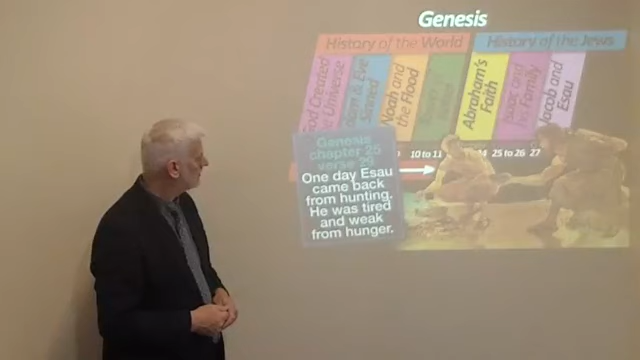 Genesis
History of the World
History of the Jews
God Created
the Universe
Adam & Eve
Sinned
Noah and
the Flood
Abraham's
Faith
Isaac and
his Family
Jacob and
Esau
10 to 11
25 to 26
27
Genesis
chapter 25
verse 29
One day Esau
came back
from hunting.
He was tired
and weak
from hunger.